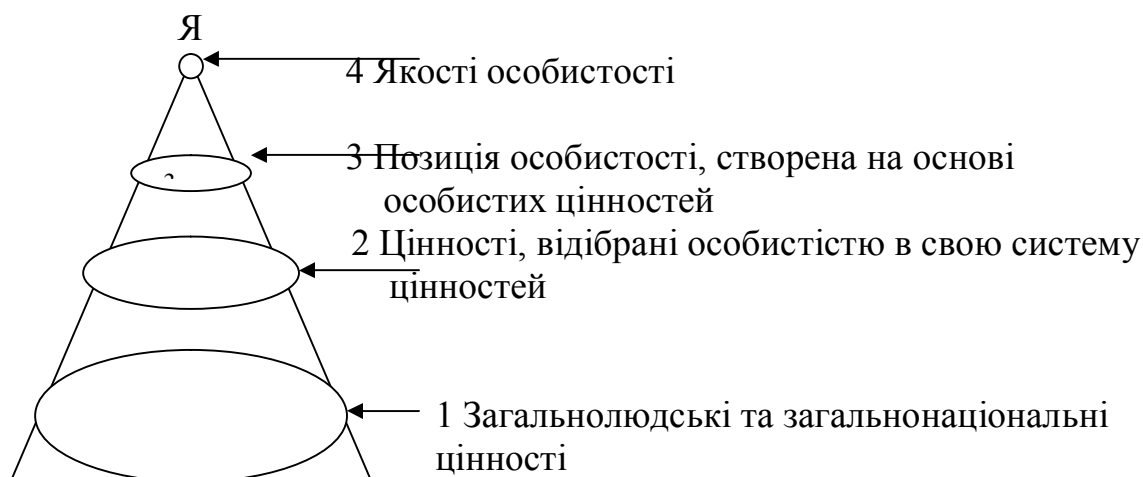 Я
4 Якості особистості
3 Позиція особистості, створена на основі
особистих цінностей
2 Цінності, відібрані особистістю в свою систему
цінностей
1 Загальнолюдські та загальнонаціональні
цінності